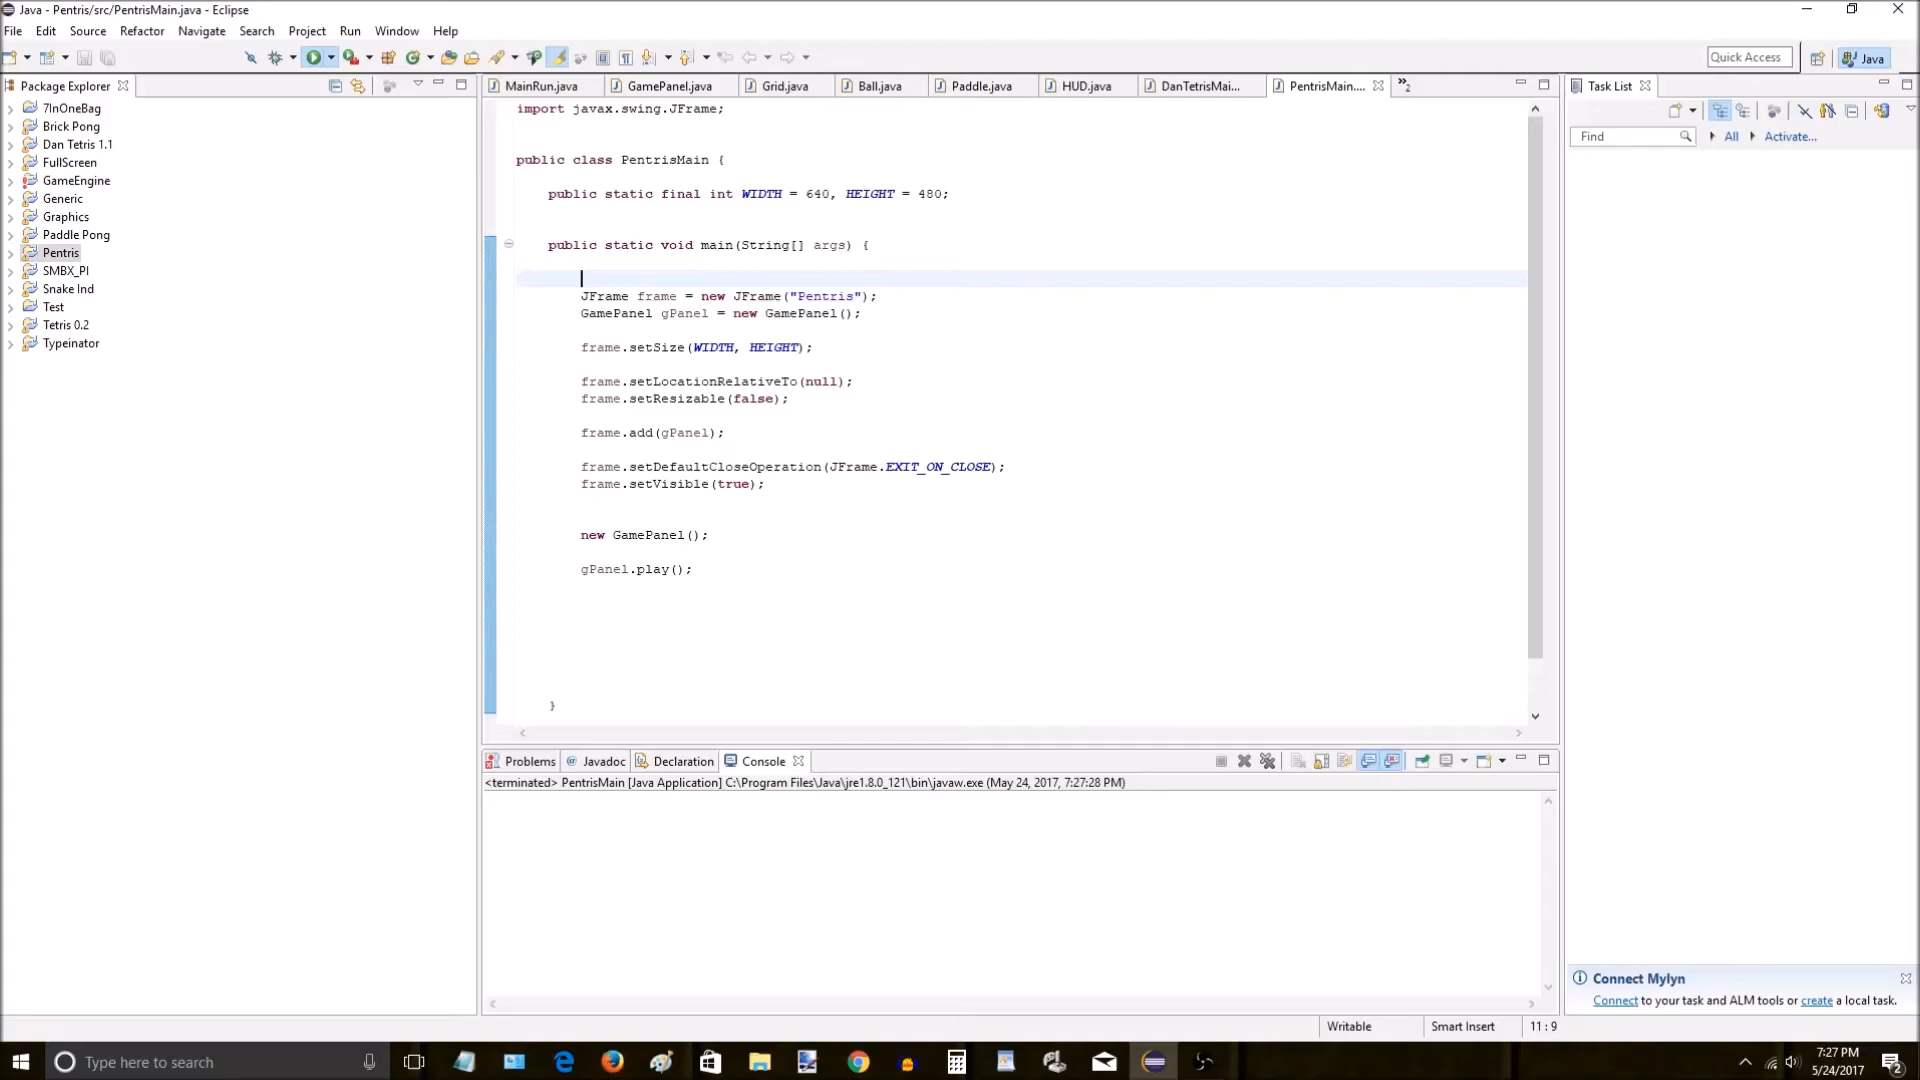 Java - Pentris/src/PentrisMain.java - Eclipse
File Edit Source Refactor Navigate Search Project Run Window Help
Quick Access
Java
Package Explorer
7InOneBag
Brick Pong
Dan Tetris 1.1
FullScreen
GameEngine
Generic
Graphics
Paddle Pong
Pentris
SMBX_PI
Snake Ind
Test
Tetris 0.2
Typeinator
MainRun.java GamePanel.java Grid.java Ball.java Paddle.java HUD.java DanTetrisMai... PentrisMain.... »2
import javax.swing.JFrame;
public class PentrisMain {
public static final int WIDTH = 640, HEIGHT = 480;
public static void main(String[] args) {
JFrame frame = new JFrame("Pentris");
GamePanel gPanel = new GamePanel();
frame.setSize(WIDTH, HEIGHT);
frame.setLocationRelativeTo(null);
frame.setResizable(false);
frame.add(gPanel);
frame.setDefaultCloseOperation(JFrame.EXIT_ON_CLOSE);
frame.setVisible(true);
new GamePanel();
gPanel.play();
}
Task List
Find All Activate...
Problems @ Javadoc Declaration Console
<terminated> PentrisMain [Java Application] C:\Program Files\Java\jre1.8.0_121\bin\javaw.exe (May 24, 2017, 7:27:28 PM)
Connect Mylyn
Connect to your task and ALM tools or create a local task.
Writable Smart Insert 11 : 9
Type here to search
7:27 PM
5/24/2017
2